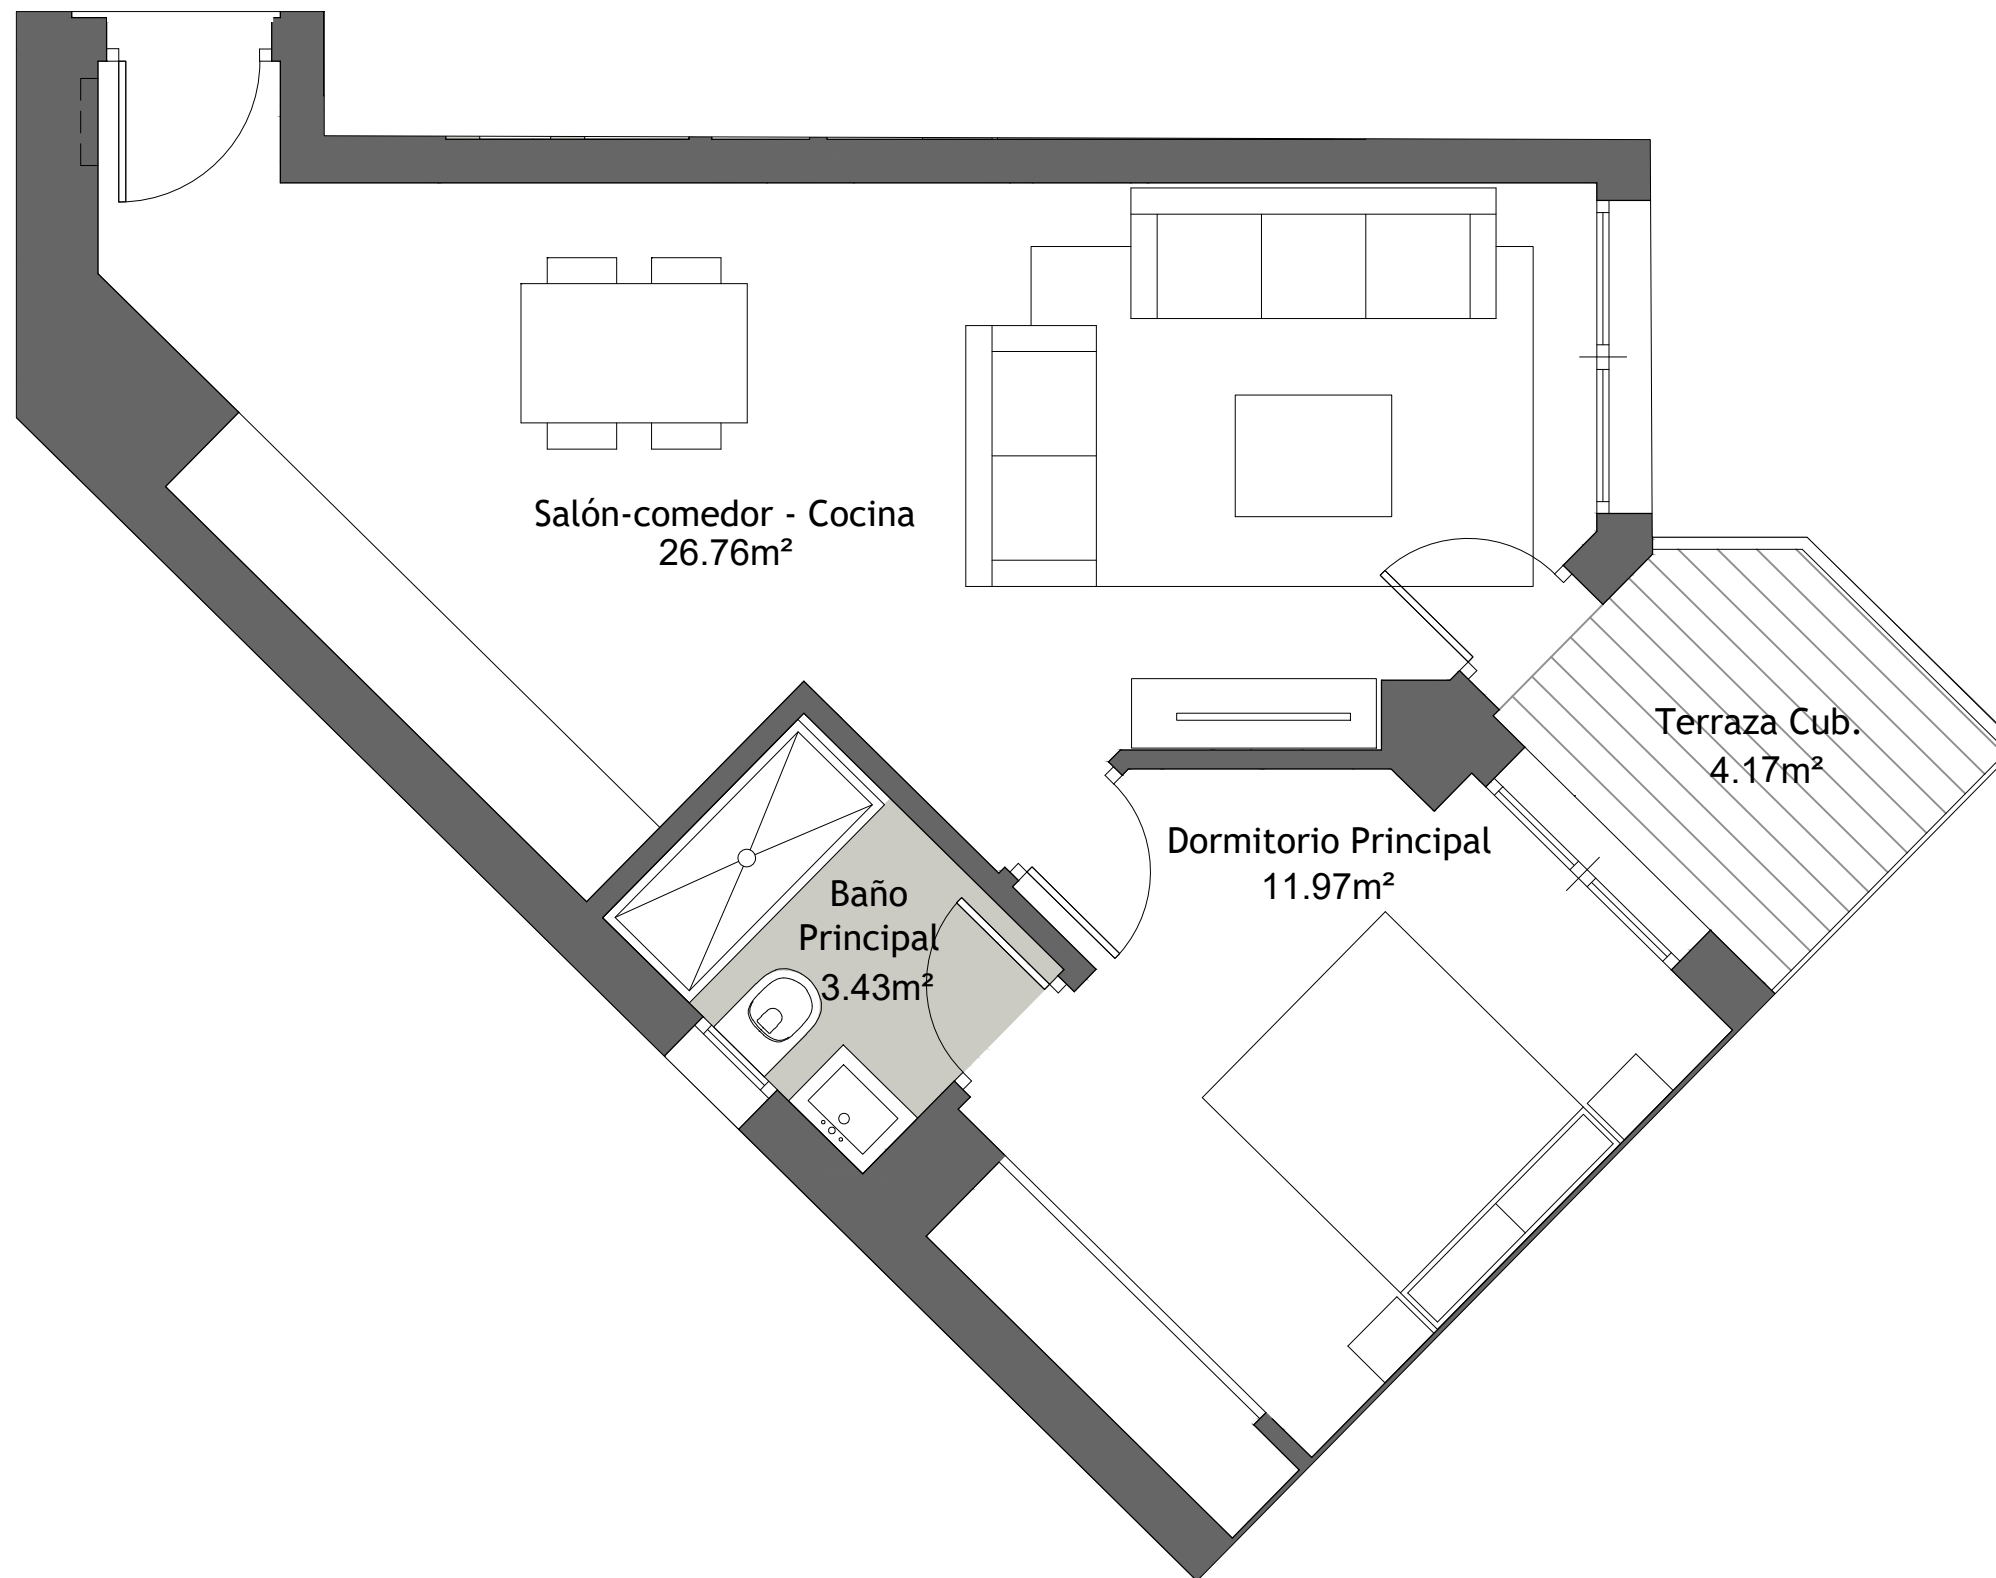 Salón-comedor - Cocina
26.76m²
Terraza Cub.
4.17m²
Dormitorio Principal
11.97m²
Baño
Principal
3.43m²